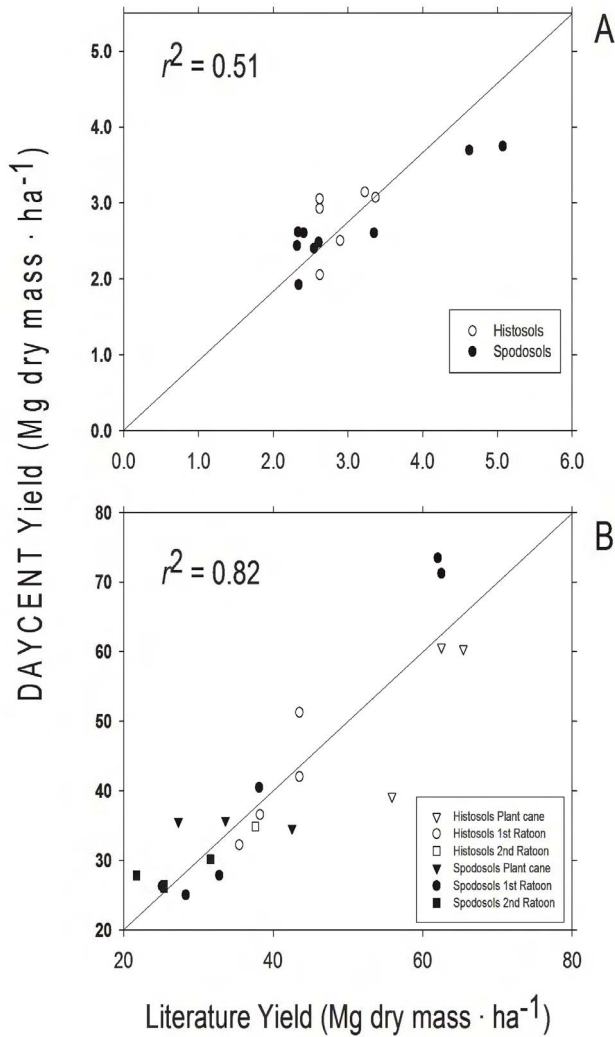 A
r² = 0.51
5.0
4.0
3.0
2.0
1.0
0.0
Histosols
Spodosols
0.0 1.0 2.0 3.0 4.0 5.0 6.0
DAYCENT Yield (Mg dry mass · ha⁻¹)
B
r² = 0.82
80
70
60
50
40
30
20
Histosols Plant cane
Histosols 1st Ratoon
Histosols 2nd Ratoon
Spodosols Plant cane
Spodosols 1st Ratoon
Spodosols 2nd Ratoon
20 40 60 80
Literature Yield (Mg dry mass · ha⁻¹)